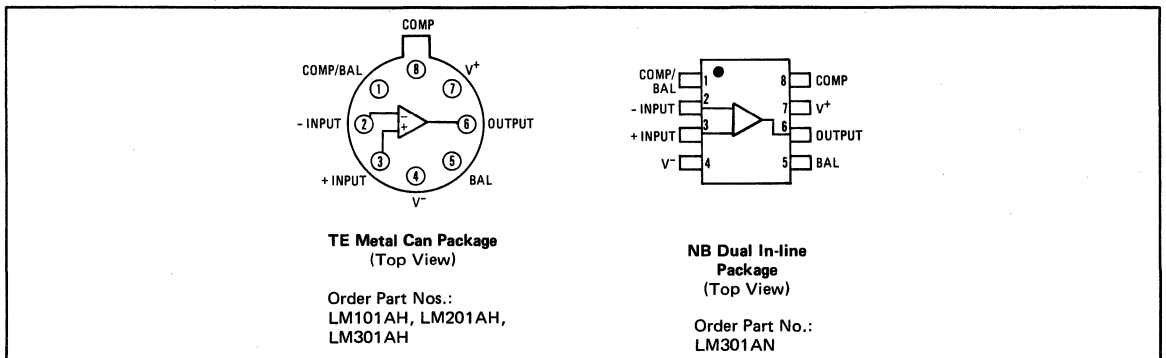 COMP
COMP/BAL
8
V+
1
7
- INPUT
2
-
+
6
OUTPUT
3
5
+ INPUT
4
BAL
V-
TE Metal Can Package
(Top View)
Order Part Nos.:
LM101AH, LM201AH,
LM301AH
COMP/
BAL
1
8
COMP
- INPUT
2
7
V+
+ INPUT
3
6
OUTPUT
V-
4
5
BAL
NB Dual In-line
Package
(Top View)
Order Part No.:
LM301AN